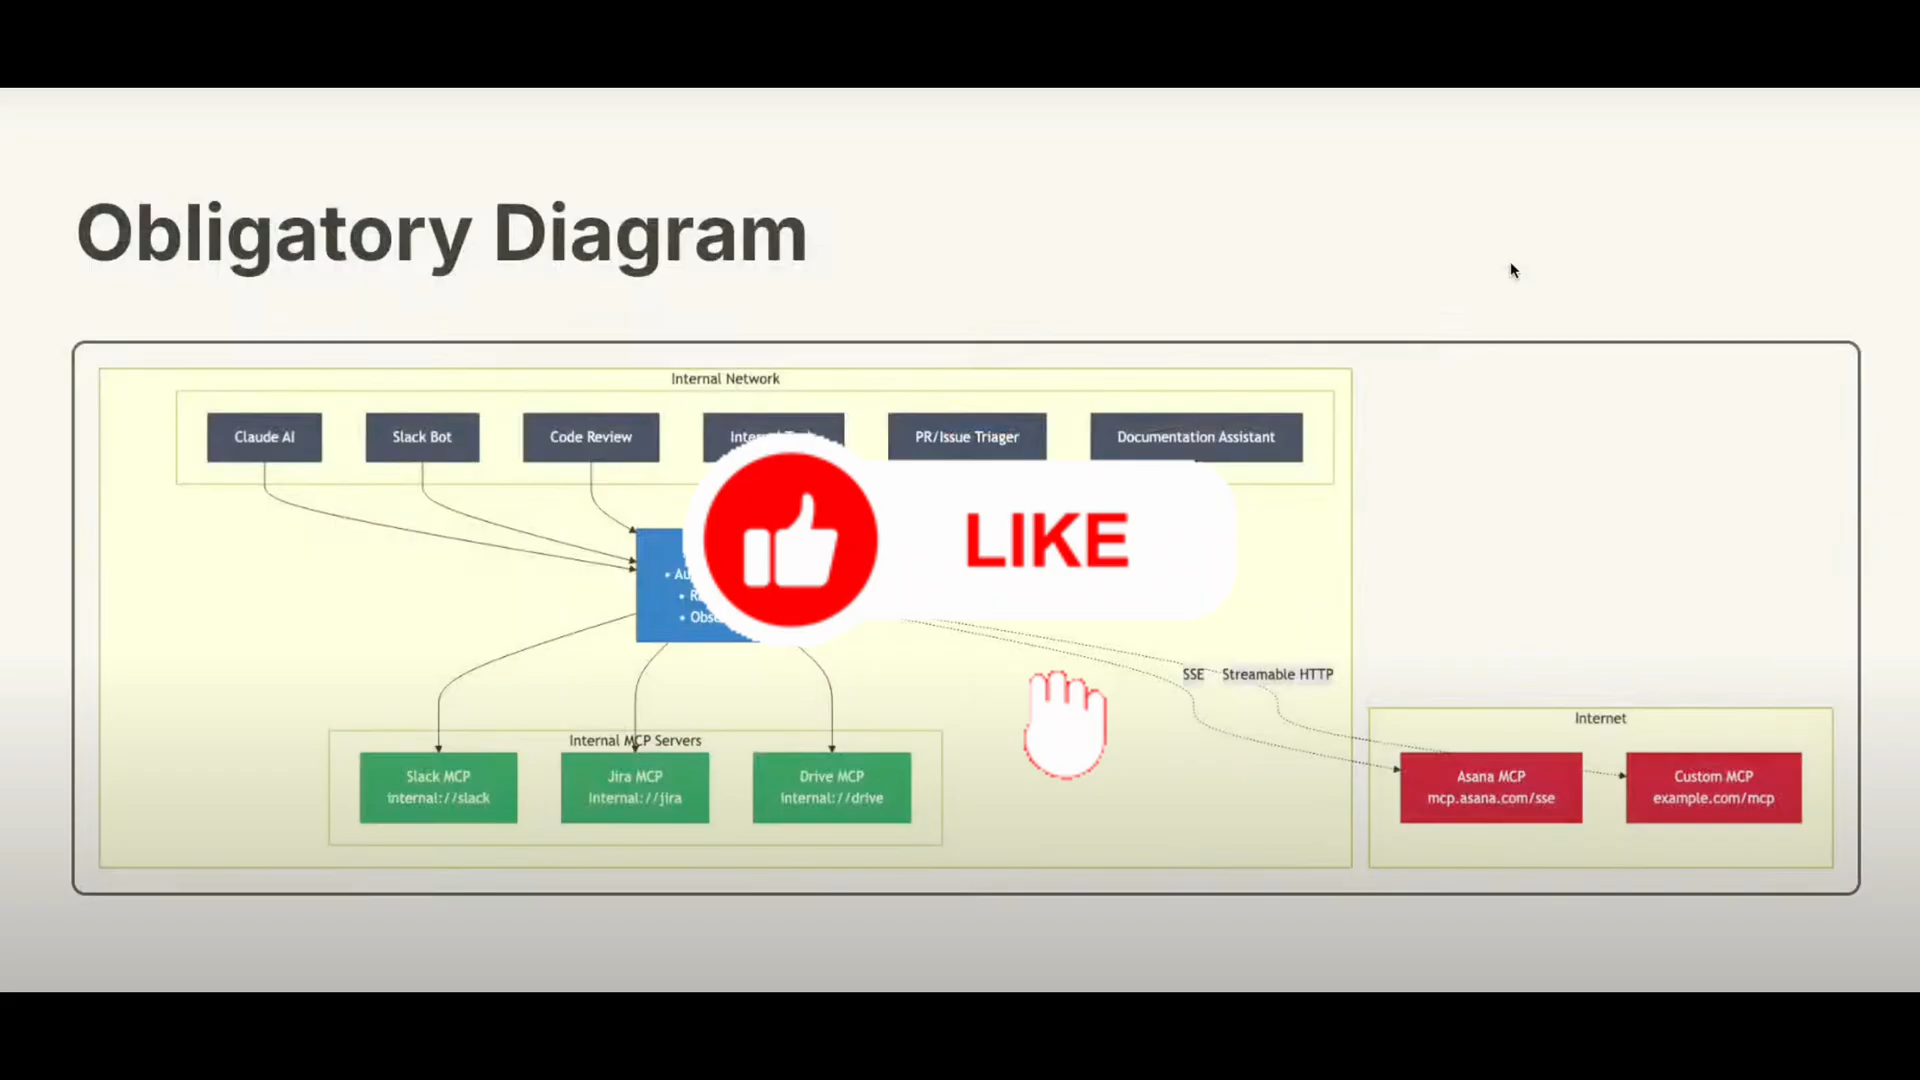 Obligatory Diagram
Internal Network
Claude AI
Slack Bot
Code Review
PR/Issue Triager
Documentation Assistant
LIKE
SSE
Streamable HTTP
Internet
Internal MCP Servers
Slack MCP
internal://slack
Jira MCP
internal://jira
Drive MCP
internal://drive
Asana MCP
mcp.asana.com/sse
Custom MCP
example.com/mcp